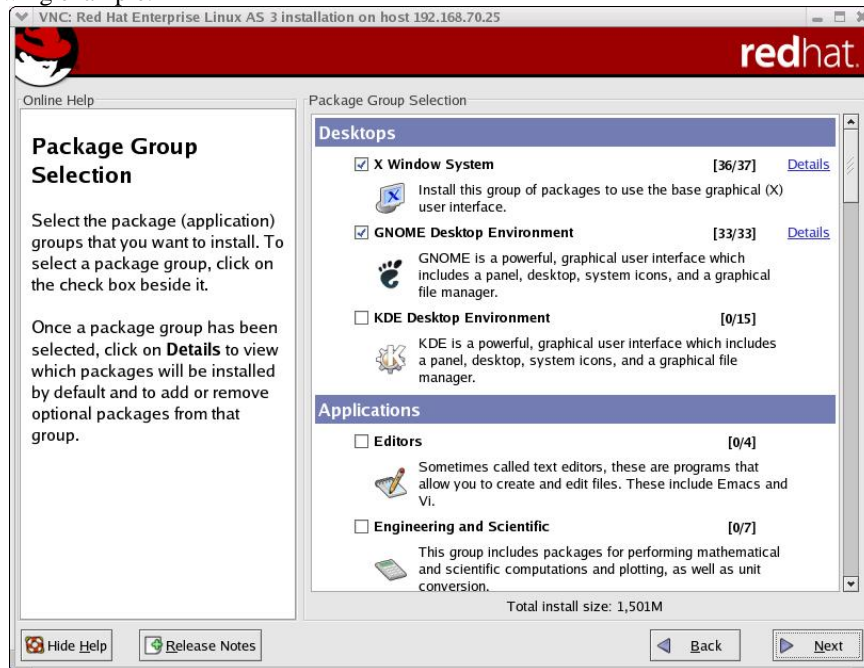 VNC: Red Hat Enterprise Linux AS 3 installation on host 192.168.70.25
redhat.
Online Help
Package Group
Selection
Select the package (application)
groups that you want to install. To
select a package group, click on
the check box beside it.
Once a package group has been
selected, click on Details to view
which packages will be installed
by default and to add or remove
optional packages from that
group.
Package Group Selection
Desktops
X Window System [36/37] Details
Install this group of packages to use the base graphical (X)
user interface.
GNOME Desktop Environment [33/33] Details
GNOME is a powerful, graphical user interface which
includes a panel, desktop, system icons, and a graphical
file manager.
KDE Desktop Environment [0/15]
KDE is a powerful, graphical user interface which includes
a panel, desktop, system icons, and a graphical file
manager.
Applications
Editors [0/4]
Sometimes called text editors, these are programs that
allow you to create and edit files. These include Emacs and
Vi.
Engineering and Scientific [0/7]
This group includes packages for performing mathematical
and scientific computations and plotting, as well as unit
conversion.
Total install size: 1,501M
Hide Help Release Notes Back Next